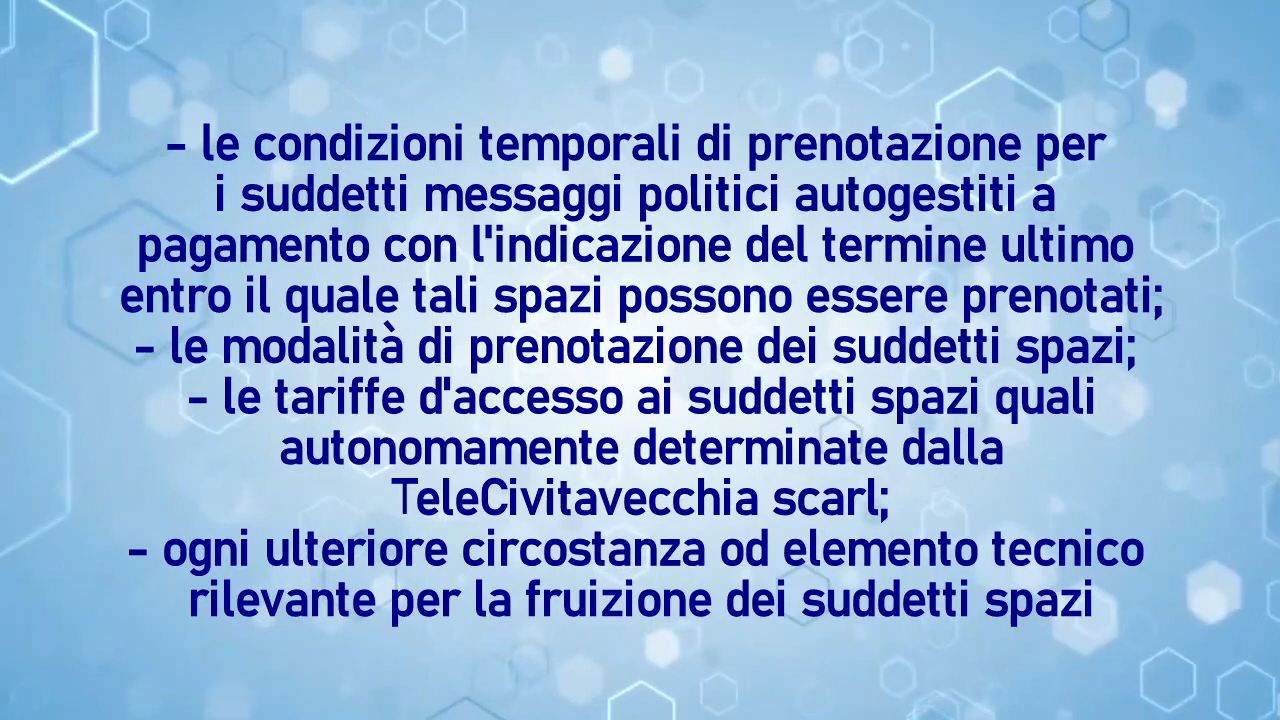 - le condizioni temporali di prenotazione per
i suddetti messaggi politici autogestiti a
pagamento con l'indicazione del termine ultimo
entro il quale tali spazi possono essere prenotati;
- le modalità di prenotazione dei suddetti spazi;
- le tariffe d'accesso ai suddetti spazi quali
autonomamente determinate dalla
TeleCivitavecchia scarl;
- ogni ulteriore circostanza od elemento tecnico
rilevante per la fruizione dei suddetti spazi